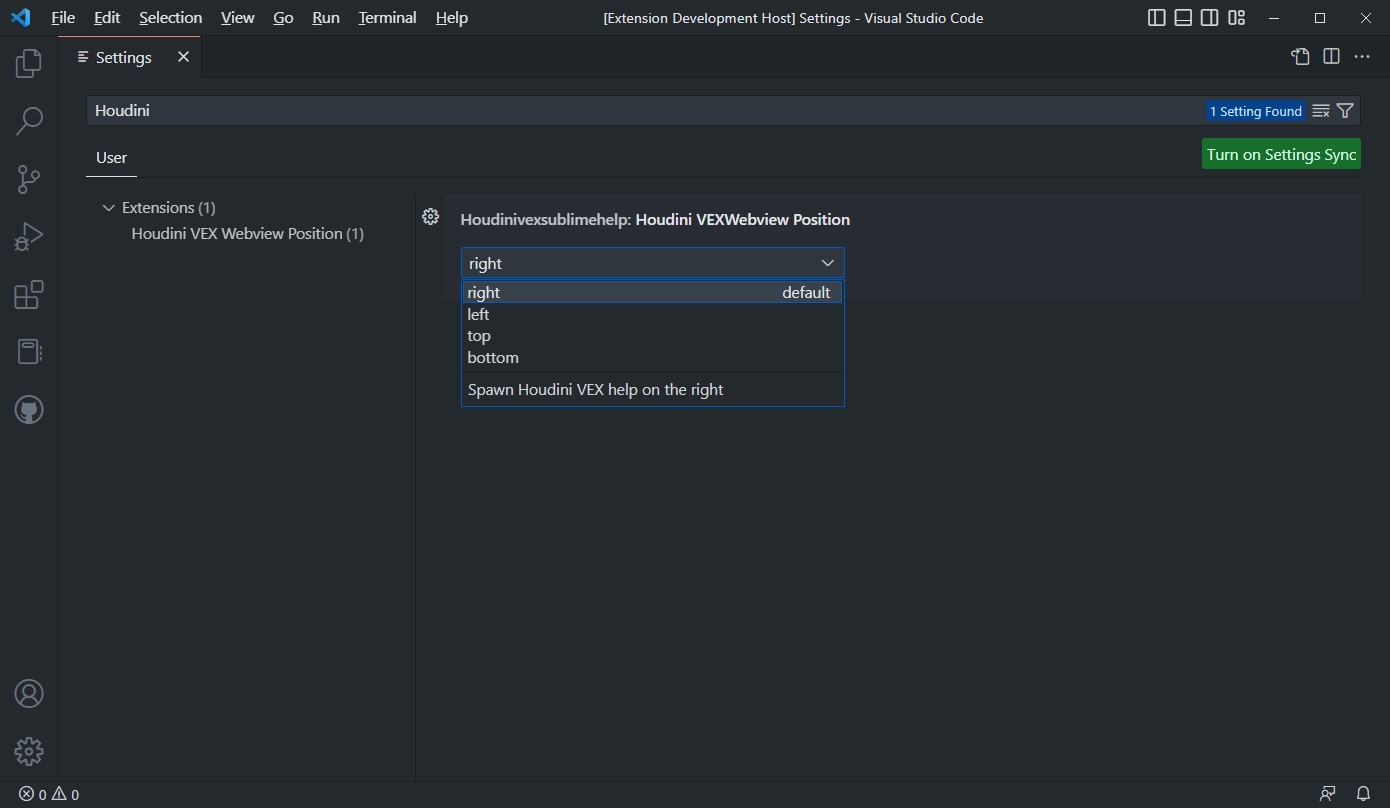 File Edit Selection View Go Run Terminal Help [Extension Development Host] Settings - Visual Studio Code
Settings
Houdini 1 Setting Found
User Turn on Settings Sync
Extensions (1)
Houdini VEX Webview Position (1)
Houdinivexsublimehelp: Houdini VEXWebview Position
right
right default
left
top
bottom
Spawn Houdini VEX help on the right
0 0